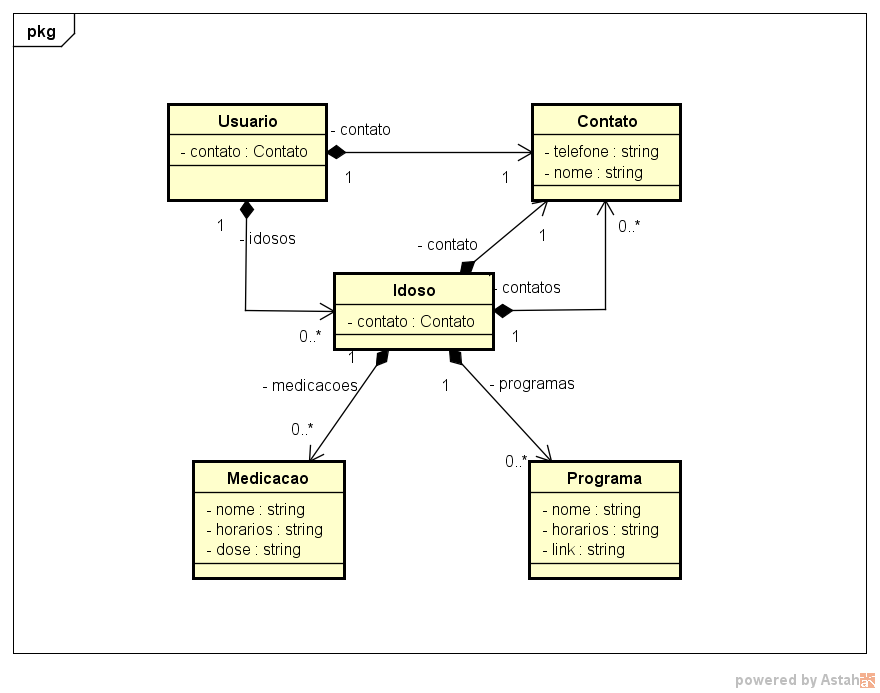 pkg
Usuario
- contato : Contato
- contato
1
1
Contato
- telefone : string
- nome : string
1
- idosos
0..*
- contato
1
0..*
- contatos
1
Idoso
- contato : Contato
1
- medicacoes
0..*
1
- programas
0..*
Medicacao
- nome : string
- horarios : string
- dose : string
Programa
- nome : string
- horarios : string
- link : string
powered by Astah